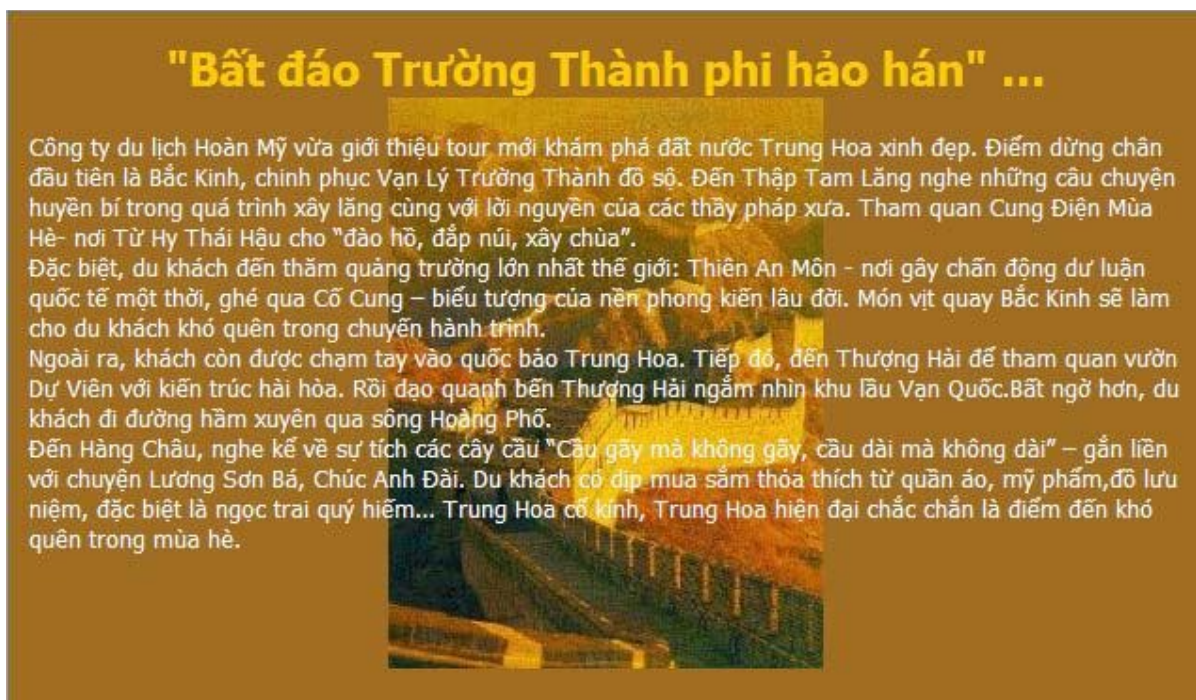 "Bất đáo Trường Thành phi hảo hán" ...
Công ty du lịch Hoàn Mỹ vừa giới thiệu tour mới khám phá đất nước Trung Hoa xinh đẹp. Điểm dừng chân
đầu tiên là Bắc Kinh, chinh phục Vạn Lý Trường Thành đồ sộ. Đến Thập Tam Lăng nghe những câu chuyện
huyền bí trong quá trình xây lăng cùng với lời nguyền của các thầy pháp xưa. Tham quan Cung Điện Mùa
Hè- nơi Từ Hy Thái Hậu cho “đào hồ, đắp núi, xây chùa”.
Đặc biệt, du khách đến thăm quảng trường lớn nhất thế giới: Thiên An Môn - nơi gây chấn động dư luận
quốc tế một thời, ghé qua Cố Cung – biểu tượng của nền phong kiến lâu đời. Món vịt quay Bắc Kinh sẽ làm
cho du khách khó quên trong chuyến hành trình.
Ngoài ra, khách còn được chạm tay vào quốc bảo Trung Hoa. Tiếp đó, đến Thượng Hải để tham quan vườn
Dự Viên với kiến trúc hài hòa. Rồi dạo quanh bến Thượng Hải ngắm nhìn khu lầu Vạn Quốc.Bất ngờ hơn, du
khách đi đường hầm xuyên qua sông Hoàng Phố.
Đến Hàng Châu, nghe kể về sự tích các cây cầu “Cầu gãy mà không gãy, cầu dài mà không dài” – gắn liền
với chuyện Lương Sơn Bá, Chúc Anh Đài. Du khách có dịp mua sắm thỏa thích từ quần áo, mỹ phẩm,đồ lưu
niệm, đặc biệt là ngọc trai quý hiếm... Trung Hoa cổ kính, Trung Hoa hiện đại chắc chắn là điểm đến khó
quên trong mùa hè.